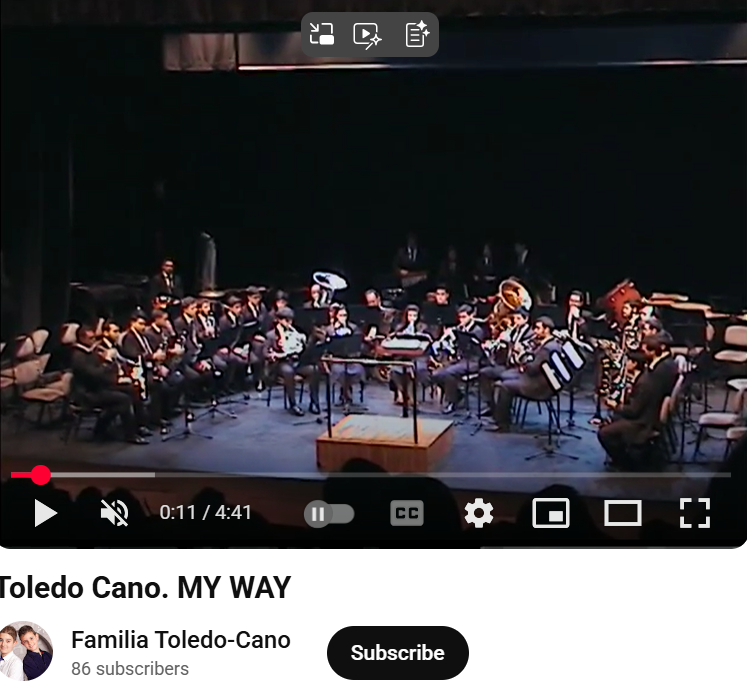 CC
0:11 / 4:41
Toledo Cano. MY WAY
Familia Toledo-Cano
86 subscribers
Subscribe